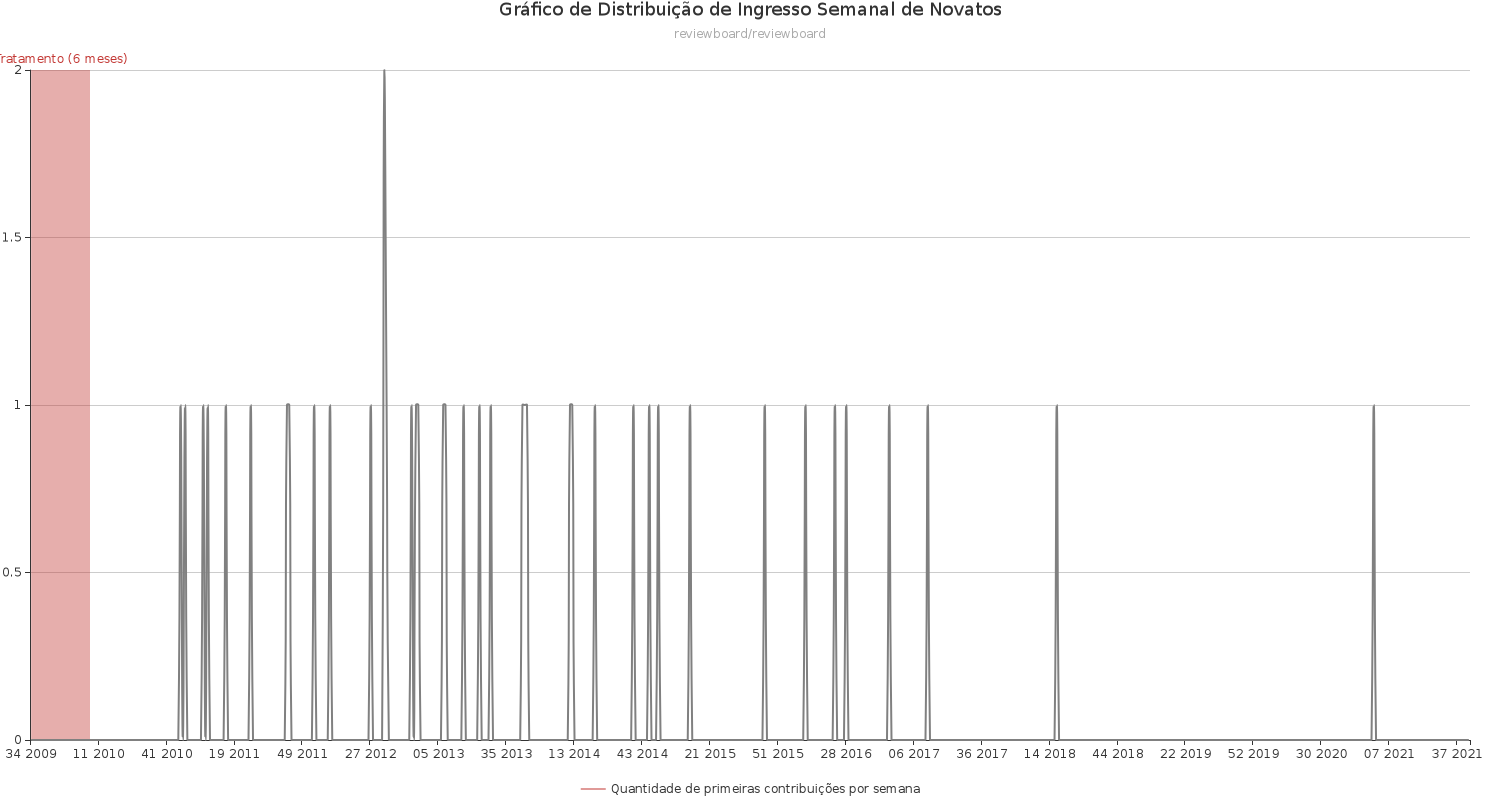 Gráfico de Distribuição de Ingresso Semanal de Novatos
reviewboard/reviewboard
Tratamento (6 meses)
2
1.5
1
0.5
0
34 2009 11 2010 41 2010 19 2011 49 2011 27 2012 05 2013 35 2013 13 2014 43 2014 21 2015 51 2015 28 2016 06 2017 36 2017 14 2018 44 2018 22 2019 52 2019 30 2020 07 2021 37 2021
Quantidade de primeiras contribuições por semana